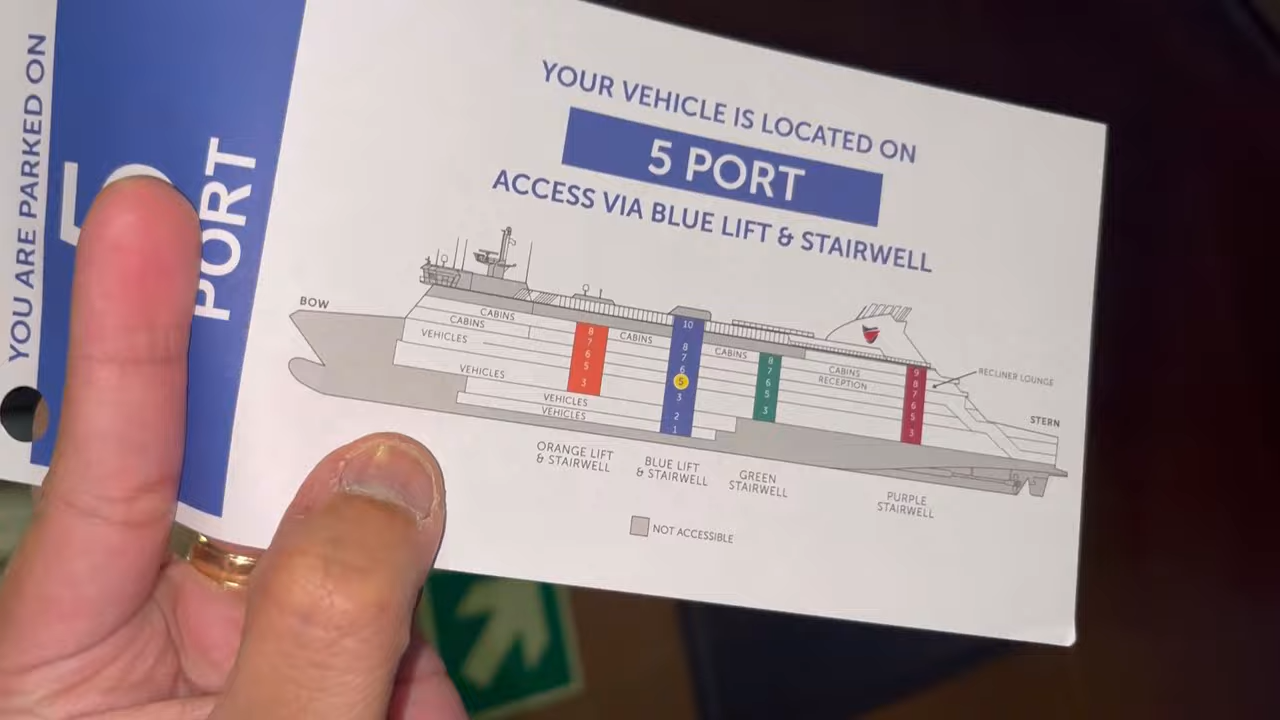 YOU ARE PARKED ON
5
PORT
YOUR VEHICLE IS LOCATED ON
5 PORT
ACCESS VIA BLUE LIFT & STAIRWELL
BOW
CABINS
CABINS
VEHICLES
VEHICLES
VEHICLES
VEHICLES
8
7
6
5
3
CABINS
10
8
7
6
5
3
2
1
CABINS
8
7
6
5
3
CABINS
RECEPTION
9
8
7
6
5
3
RECLINER LOUNGE
STERN
ORANGE LIFT
& STAIRWELL
BLUE LIFT
& STAIRWELL
GREEN
STAIRWELL
PURPLE
STAIRWELL
NOT ACCESSIBLE